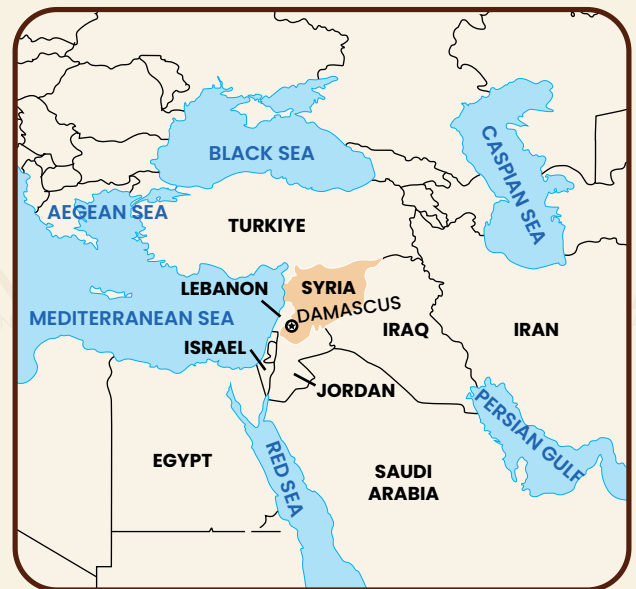 BLACK SEA
CASPIAN SEA
AEGEAN SEA
TURKIYE
LEBANON
SYRIA
DAMASCUS
MEDITERRANEAN SEA
IRAQ
IRAN
ISRAEL
JORDAN
PERSIAN GULF
EGYPT
RED SEA
SAUDI
ARABIA